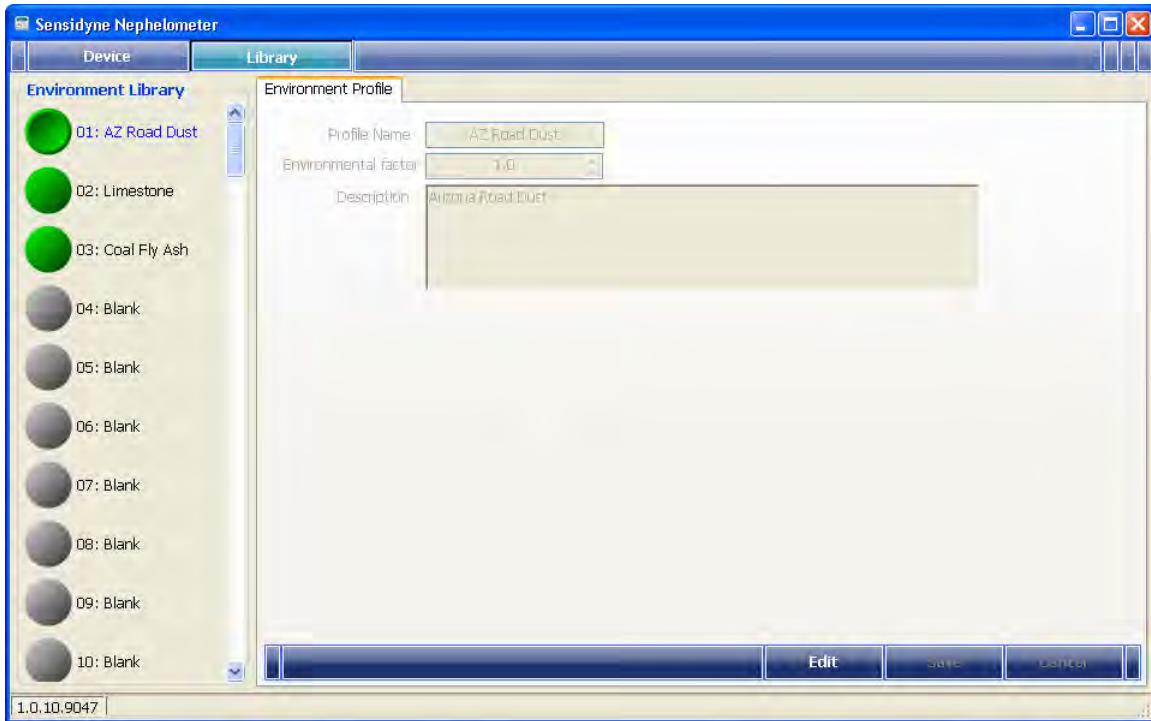 Sensidyne Nephelometer
Device Library
Environment Library
01: AZ Road Dust
02: Limestone
03: Coal Fly Ash
04: Blank
05: Blank
06: Blank
07: Blank
08: Blank
09: Blank
10: Blank
Environment Profile
Profile Name AZ Road Dust
Environmental factor 1.0
Description Arizona Road Dust
Edit Save Cancel
1.0.10.9047